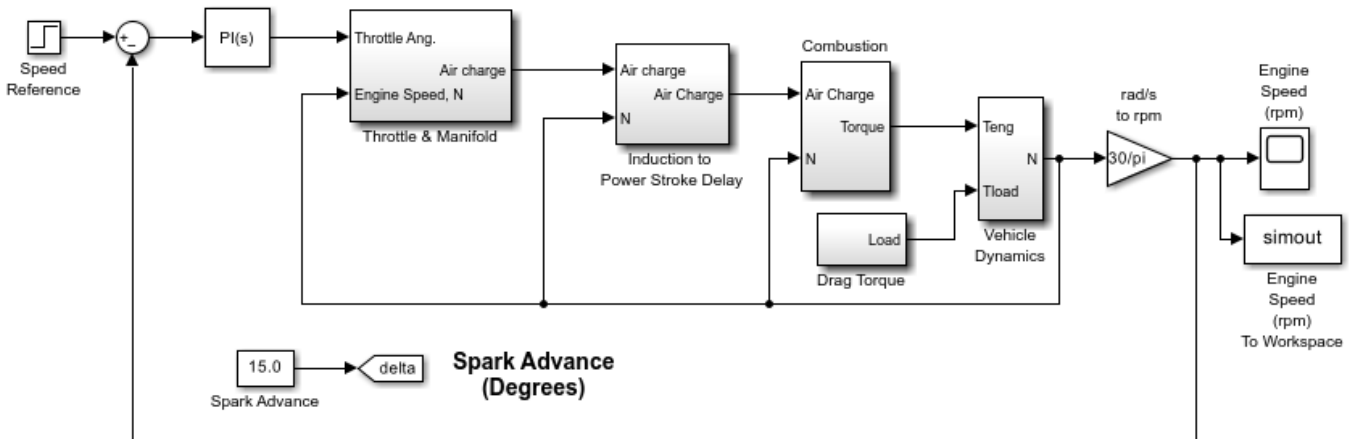 Speed
Reference
+
−
PI(s)
Throttle Ang.
Air charge
Engine Speed, N
Throttle & Manifold
Air charge
Air Charge
N
Induction to
Power Stroke Delay
Combustion
Air Charge
Torque
N
Load
Drag Torque
Teng
N
Tload
Vehicle
Dynamics
rad/s
to rpm
30/pi
Engine
Speed
(rpm)
simout
Engine
Speed
(rpm)
To Workspace
15.0
Spark Advance
delta
Spark Advance
(Degrees)